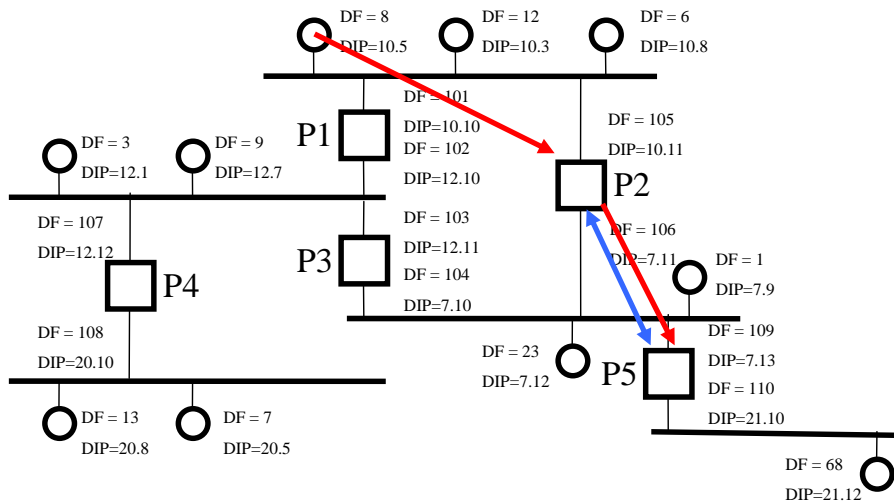 DF = 8
DIP=10.5
DF = 12
DIP=10.3
DF = 6
DIP=10.8
DF = 101
DIP=10.10
P1
DF = 102
DIP=12.10
DF = 105
DIP=10.11
P2
DF = 3
DIP=12.1
DF = 9
DIP=12.7
DF = 107
DIP=12.12
P4
DF = 103
DIP=12.11
P3
DF = 104
DIP=7.10
DF = 106
DIP=7.11
DF = 1
DIP=7.9
DF = 108
DIP=20.10
DF = 23
DIP=7.12
DF = 109
DIP=7.13
P5
DF = 110
DIP=21.10
DF = 13
DIP=20.8
DF = 7
DIP=20.5
DF = 68
DIP=21.12